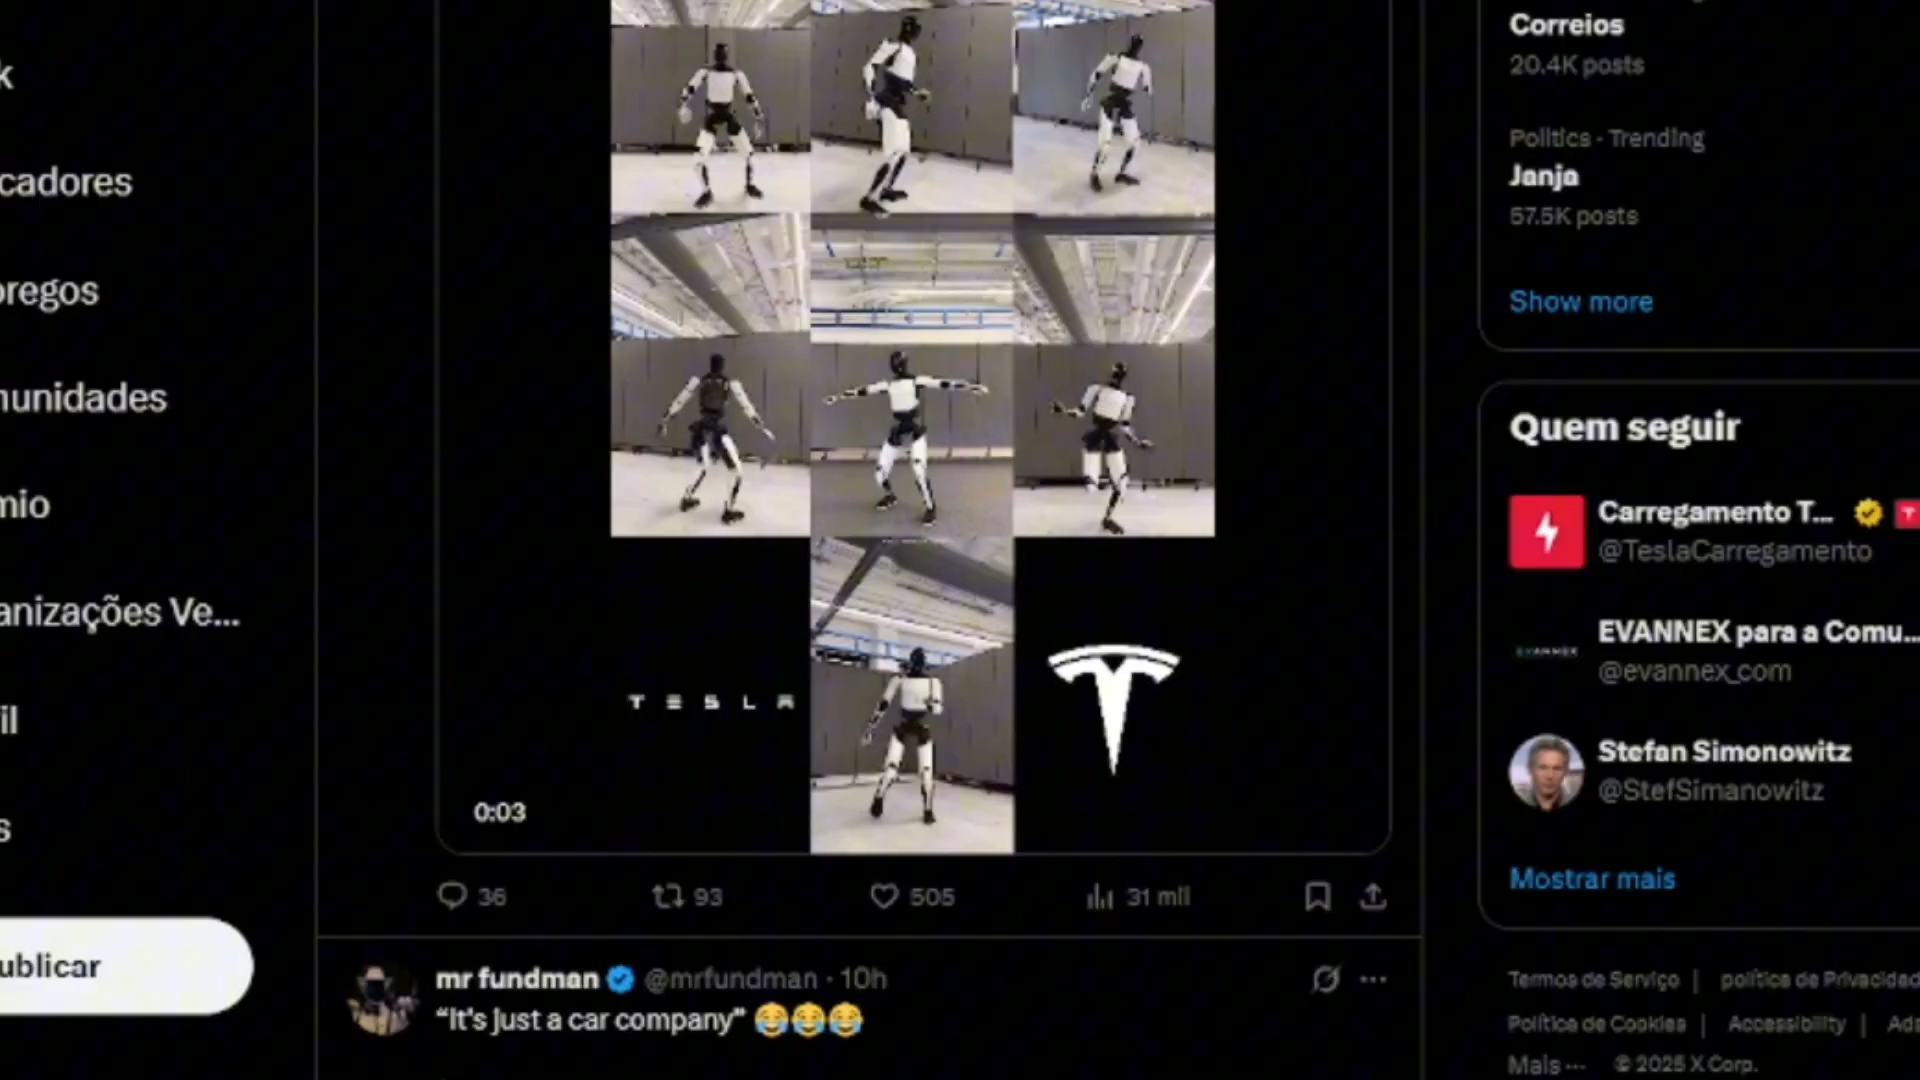 k
cadores
regos
unidades
mio
anizações Ve...
il
s
ublicar
TESLA
0:03
36
93
505
31 mil
mr fundman @mrfundman · 10h
“It's just a car company” 😂😂😂
Correios
20.4K posts
Politics · Trending
Janja
57.5K posts
Show more
Quem seguir
Carregamento T...
@TeslaCarregamento
EVANNEX
EVANNEX para a Comu...
@evannex_com
Stefan Simonowitz
@StefSimanowitz
Mostrar mais
Termos de Serviço | política de Privacidad
Política de Cookies | Accessibility | Ad
Mais ··· © 2025 X Corp.